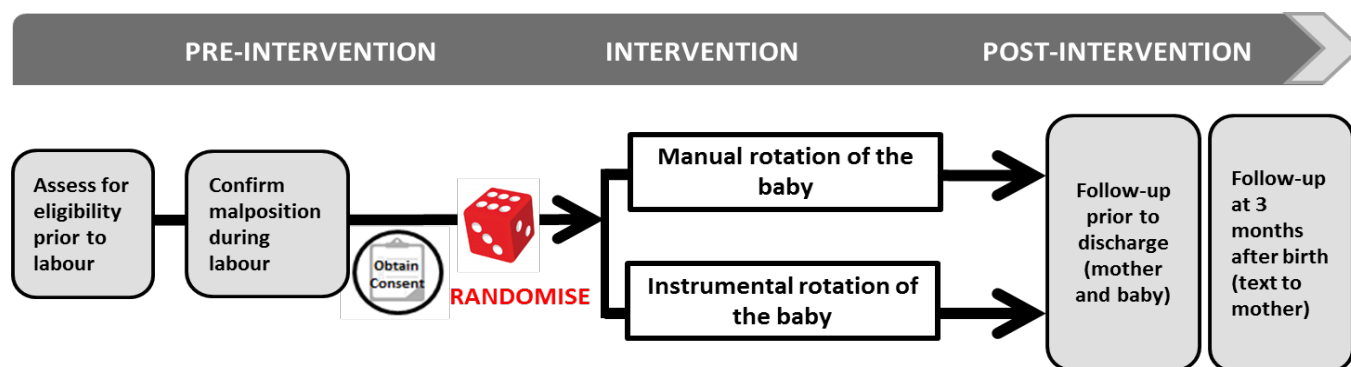 PRE-INTERVENTION
INTERVENTION
POST-INTERVENTION
Assess for
eligibility
prior to
labour
Confirm
malposition
during
labour
Obtain
Consent
RANDOMISE
Manual rotation of the
baby
Instrumental rotation of
the baby
Follow-up
prior to
discharge
(mother
and baby)
Follow-up
at 3
months
after birth
(text to
mother)